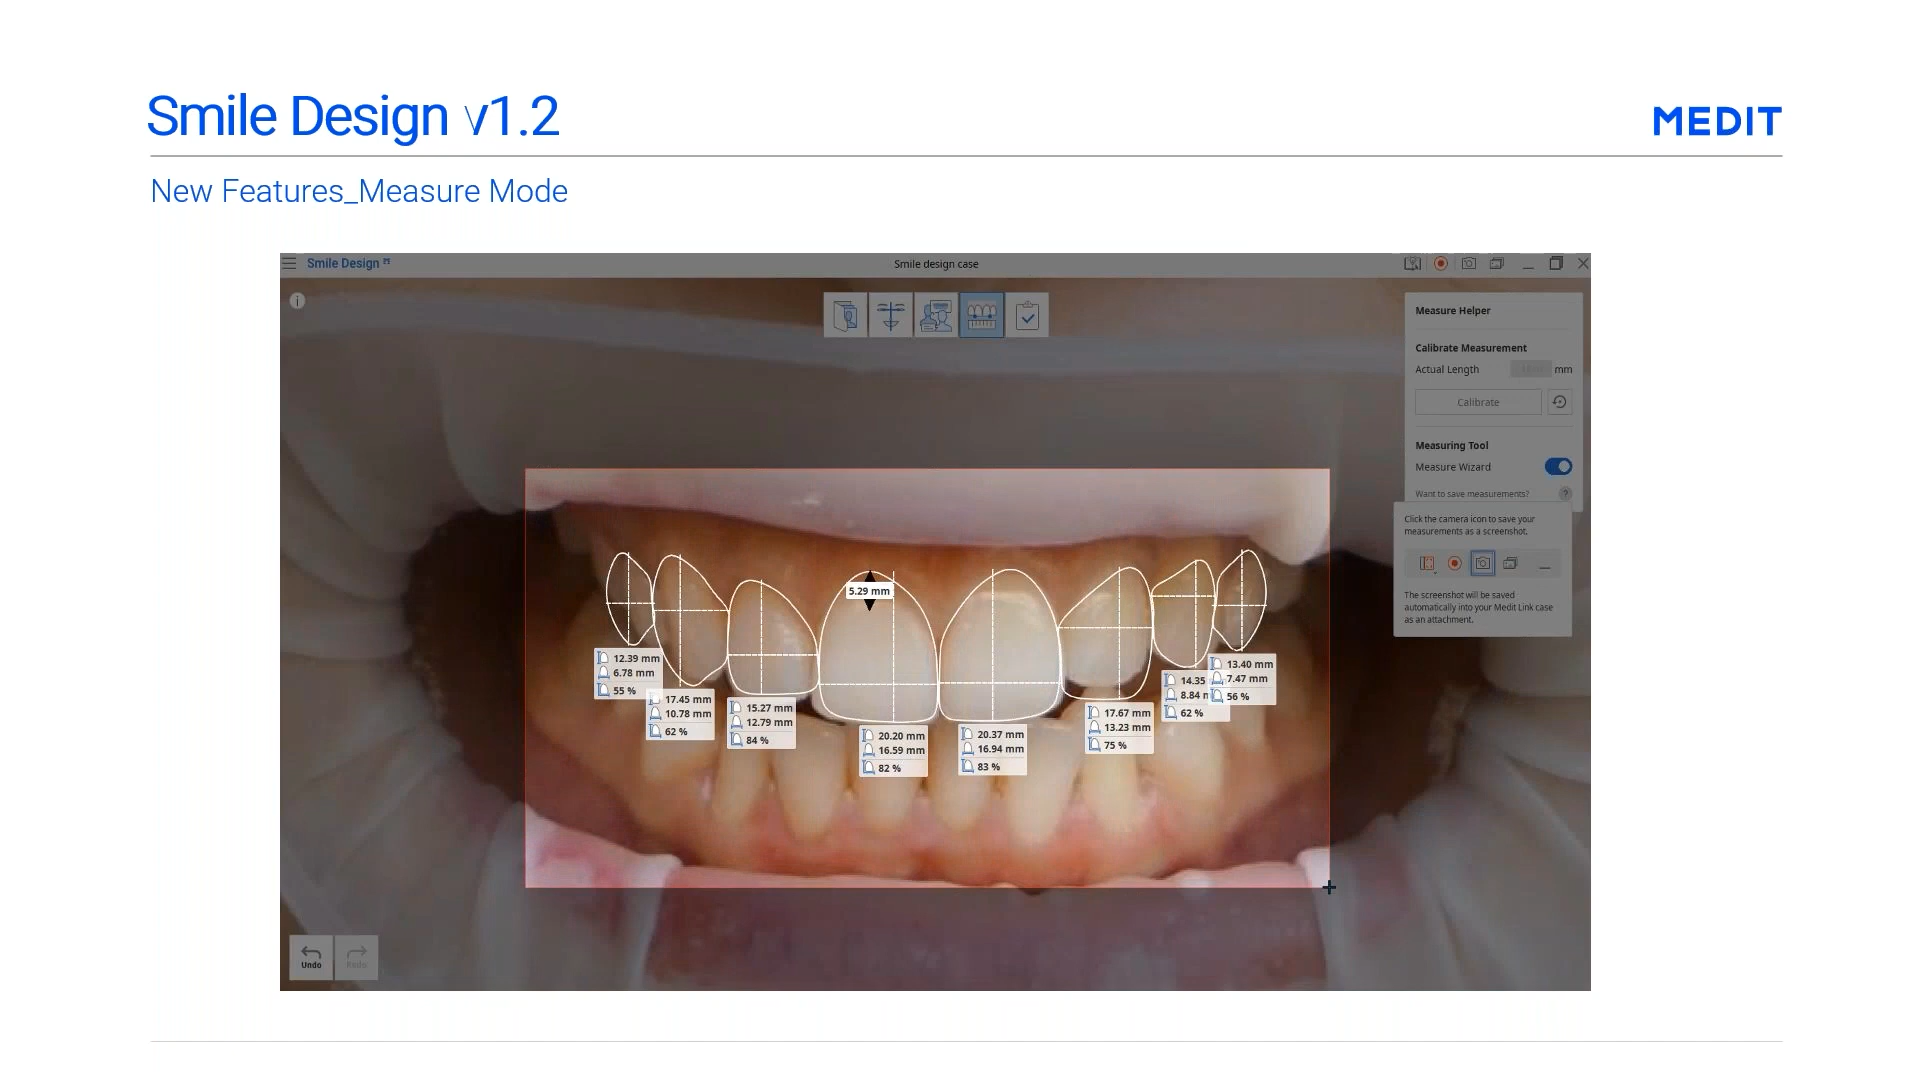 Smile Design v1.2
MEDIT
New Features_Measure Mode
Smile Design
Smile design case
Measure Helper
Calibrate Measurement
Actual Length mm
Calibrate
Measuring Tool
Measure Wizard
Want to save measurements? ?
Click the camera icon to save your
measurements as a screenshot.
The screenshot will be saved
automatically into your Medit Link case
as an attachment.
5.29 mm
12.39 mm
6.78 mm
55 %
17.45 mm
10.78 mm
62 %
15.27 mm
12.79 mm
84 %
20.20 mm
16.59 mm
82 %
20.37 mm
16.94 mm
83 %
17.67 mm
13.23 mm
75 %
14.35
8.84
62 %
13.40 mm
7.47 mm
56 %
Undo
Redo